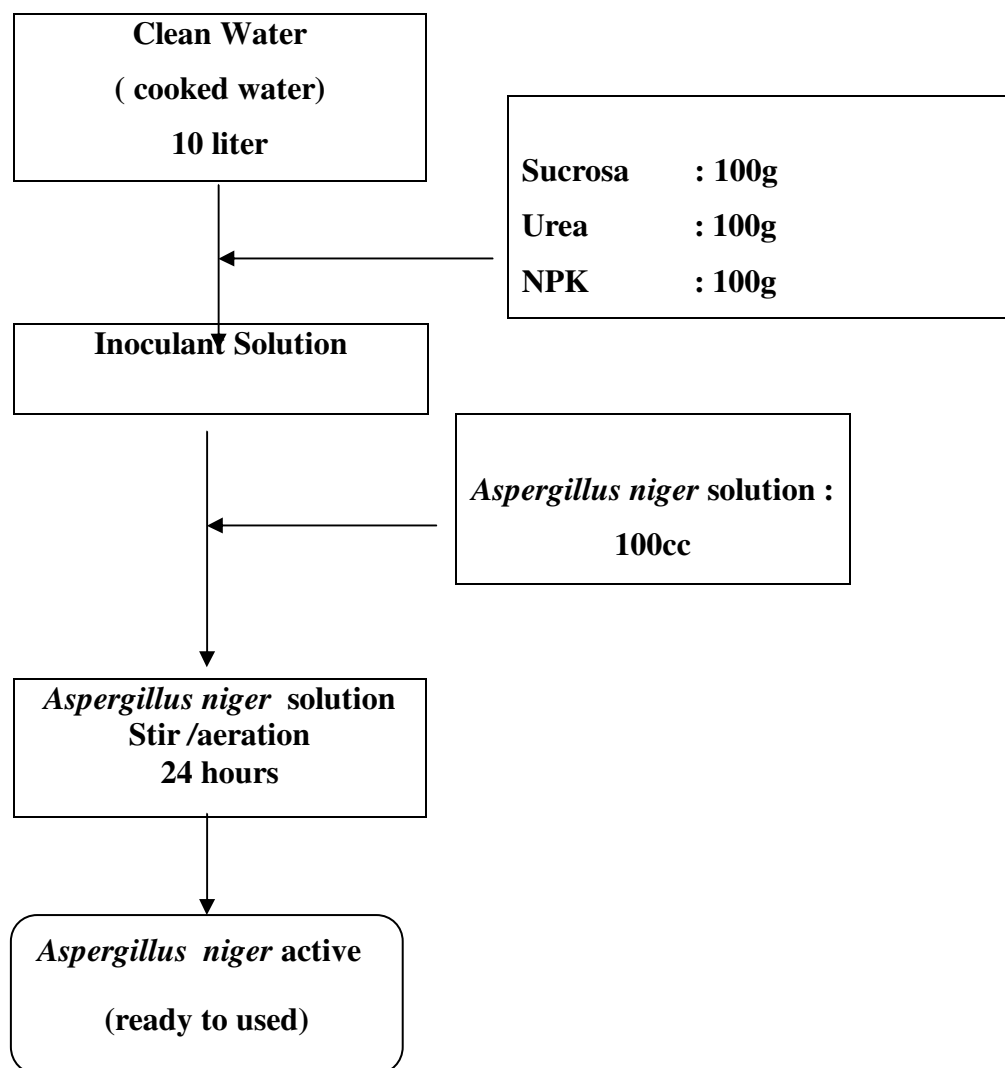 Clean Water
( cooked water)
10 liter
Sucrosa : 100g
Urea : 100g
NPK : 100g
Inoculant Solution
Aspergillus niger solution :
100cc
Aspergillus niger solution
Stir /aeration
24 hours
Aspergillus niger active
(ready to used)